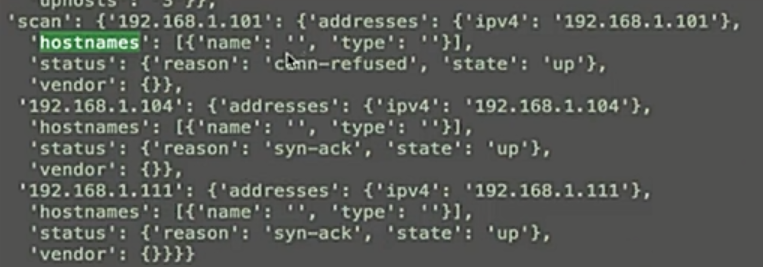 'scan': {'192.168.1.101': {'addresses': {'ipv4': '192.168.1.101'},
'hostnames': [{'name': '', 'type': ''}],
'status': {'reason': 'conn-refused', 'state': 'up'},
'vendor': {}},
'192.168.1.104': {'addresses': {'ipv4': '192.168.1.104'},
'hostnames': [{'name': '', 'type': ''}],
'status': {'reason': 'syn-ack', 'state': 'up'},
'vendor': {}},
'192.168.1.111': {'addresses': {'ipv4': '192.168.1.111'},
'hostnames': [{'name': '', 'type': ''}],
'status': {'reason': 'syn-ack', 'state': 'up'},
'vendor': {}}}}